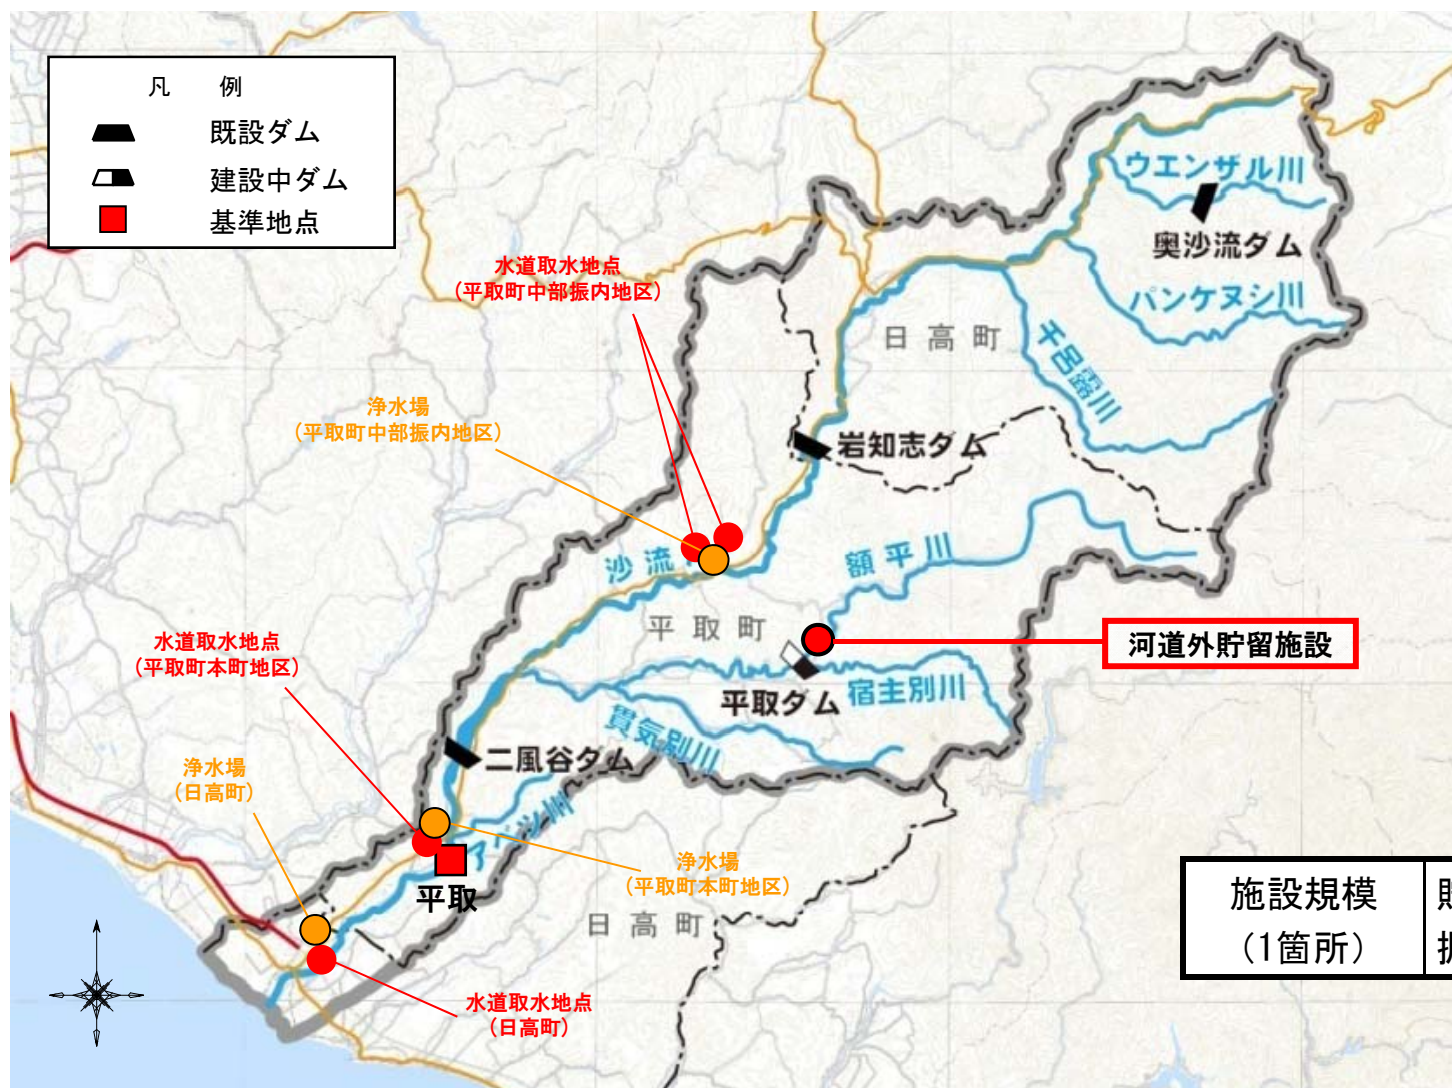 凡 例
既設ダム
建設中ダム
基準地点
ウエンザル川
奥沙流ダム
パンケヌシ川
水道取水地点
(平取町中部振内地区)
日高町
千呂露川
浄水場
(平取町中部振内地区)
岩知志ダム
沙流
額平川
平取町
水道取水地点
(平取町本町地区)
河道外貯留施設
平取ダム
宿主別川
貫気別川
二風谷ダム
浄水場
(日高町)
アベツ川
浄水場
(平取町本町地区)
平取
日高町
施設規模
(1箇所)
水道取水地点
(日高町)